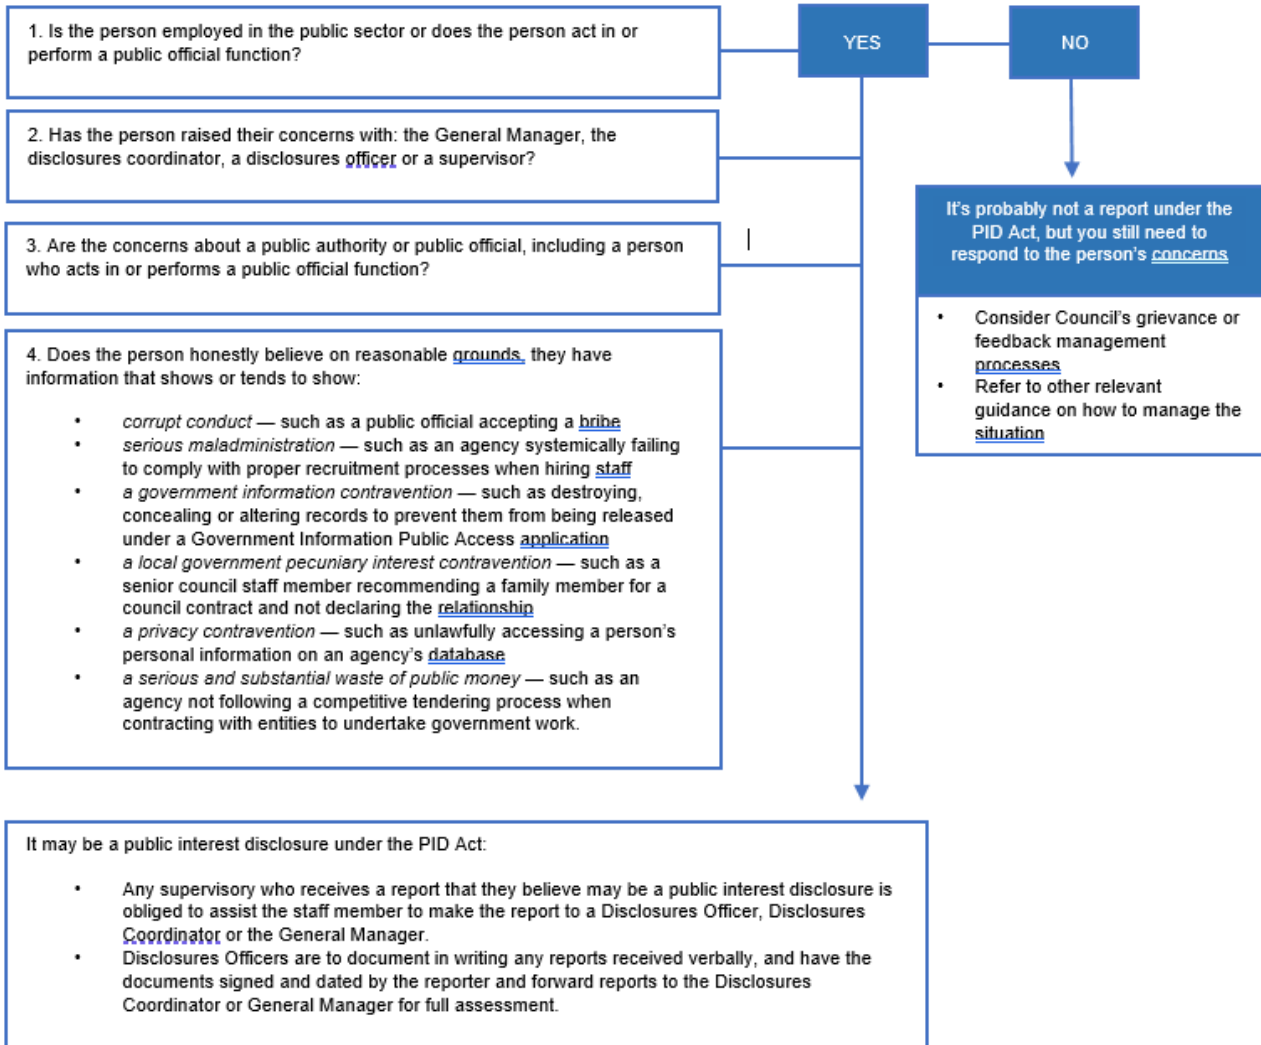 1. Is the person employed in the public sector or does the person act in or
perform a public official function?
YES
NO
2. Has the person raised their concerns with: the General Manager, the
disclosures coordinator, a disclosures officer or a supervisor?
3. Are the concerns about a public authority or public official, including a person
who acts in or performs a public official function?
It's probably not a report under the
PID Act, but you still need to
respond to the person's concerns
• Consider Council's grievance or
feedback management
processes
• Refer to other relevant
guidance on how to manage the
situation
4. Does the person honestly believe on reasonable grounds, they have
information that shows or tends to show:
• corrupt conduct — such as a public official accepting a bribe
• serious maladministration — such as an agency systemically failing
to comply with proper recruitment processes when hiring staff
• a government information contravention — such as destroying,
concealing or altering records to prevent them from being released
under a Government Information Public Access application
• a local government pecuniary interest contravention — such as a
senior council staff member recommending a family member for a
council contract and not declaring the relationship
• a privacy contravention — such as unlawfully accessing a person's
personal information on an agency's database
• a serious and substantial waste of public money — such as an
agency not following a competitive tendering process when
contracting with entities to undertake government work.
It may be a public interest disclosure under the PID Act:
• Any supervisory who receives a report that they believe may be a public interest disclosure is
obliged to assist the staff member to make the report to a Disclosures Officer, Disclosures
Coordinator or the General Manager.
• Disclosures Officers are to document in writing any reports received verbally, and have the
documents signed and dated by the reporter and forward reports to the Disclosures
Coordinator or General Manager for full assessment.